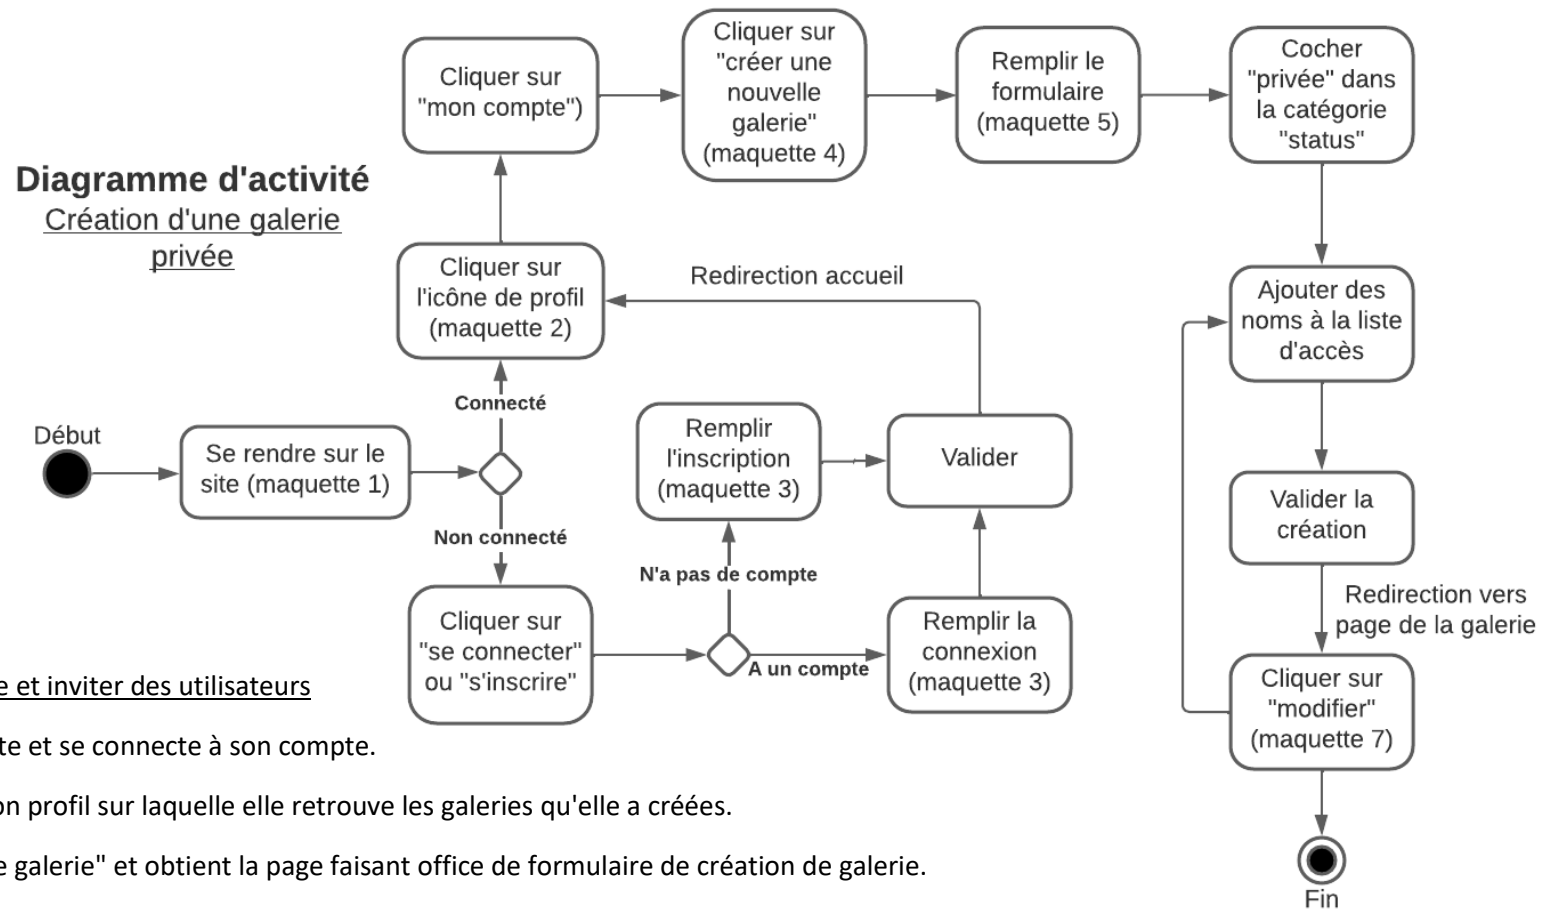 Diagramme d'activité
Création d'une galerie
privée
Début
Se rendre sur le
site (maquette 1)
Connecté
Non connecté
Cliquer sur
l'icône de profil
(maquette 2)
Cliquer sur
"mon compte")
Cliquer sur
"créer une
nouvelle
galerie"
(maquette 4)
Remplir le
formulaire
(maquette 5)
Cocher
"privée" dans
la catégorie
"status"
Cliquer sur
"se connecter"
ou "s'inscrire"
N'a pas de compte
A un compte
Remplir
l'inscription
(maquette 3)
Remplir la
connexion
(maquette 3)
Valider
Redirection accueil
Ajouter des
noms à la liste
d'accès
Valider la
création
Redirection vers
page de la galerie
Cliquer sur
"modifier"
(maquette 7)
Fin
e et inviter des utilisateurs
te et se connecte à son compte.
on profil sur laquelle elle retrouve les galeries qu'elle a créées.
e galerie" et obtient la page faisant office de formulaire de création de galerie.